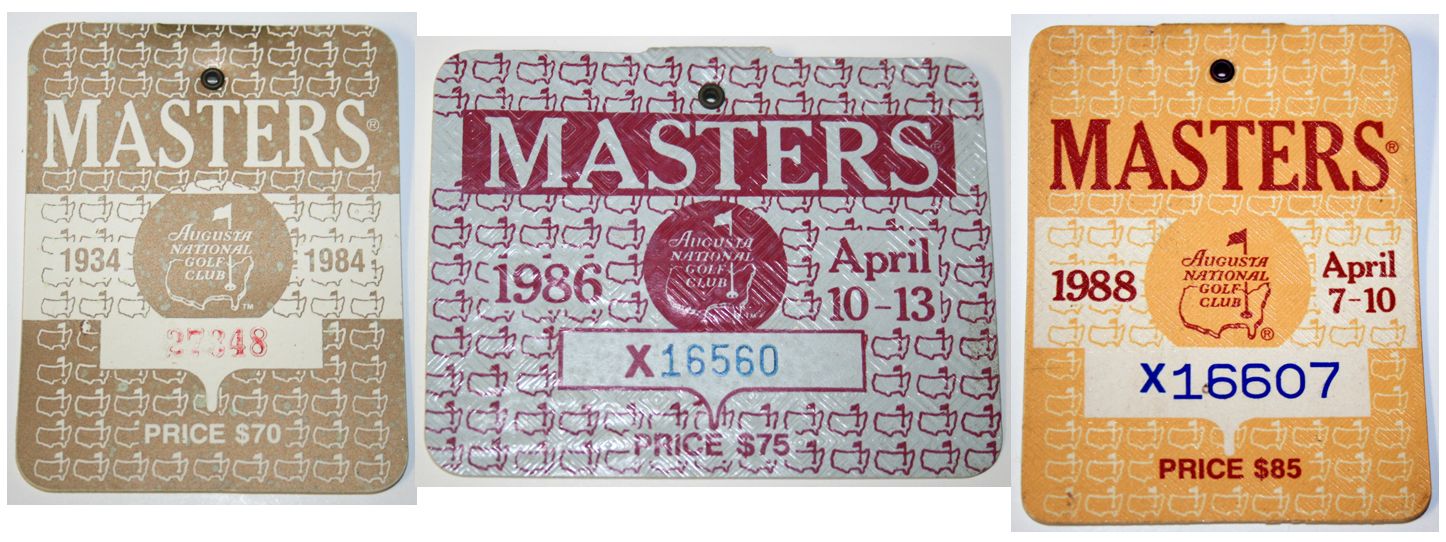 MASTERS®
1934
AUGUSTA
NATIONAL
GOLF
CLUB
TM
1984
27348
PRICE $70
MASTERS®
1986
AUGUSTA
NATIONAL
GOLF
CLUB
April
10-13
X16560
PRICE $75
MASTERS®
1988
AUGUSTA
NATIONAL
GOLF
CLUB
®
April
7-10
X16607
PRICE $85